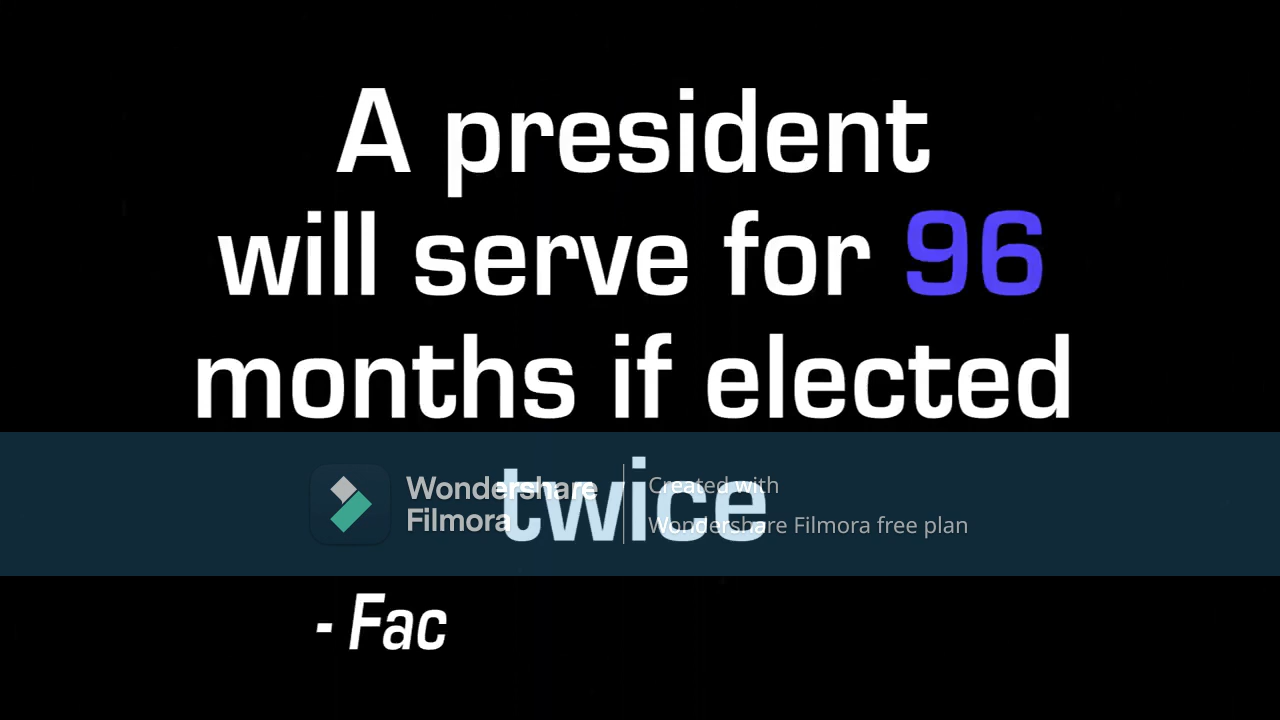 A president
will serve for 96
months if elected
twice
Wondershare
Filmora
Created with
Wondershare Filmora free plan
- Fac